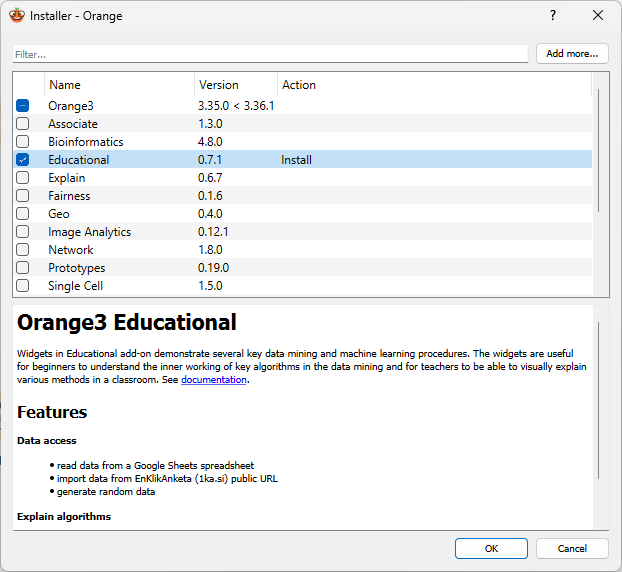 Installer - Orange
Filter...
Add more...
Name Version Action
Orange3 3.35.0 < 3.36.1
Associate 1.3.0
Bioinformatics 4.8.0
Educational 0.7.1 Install
Explain 0.6.7
Fairness 0.1.6
Geo 0.4.0
Image Analytics 0.12.1
Network 1.8.0
Prototypes 0.19.0
Single Cell 1.5.0
Orange3 Educational
Widgets in Educational add-on demonstrate several key data mining and machine learning procedures. The widgets are useful
for beginners to understand the inner working of key algorithms in the data mining and for teachers to be able to visually explain
various methods in a classroom. See documentation.
Features
Data access
• read data from a Google Sheets spreadsheet
• import data from EnKlikAnketa (1ka.si) public URL
• generate random data
Explain algorithms
OK Cancel